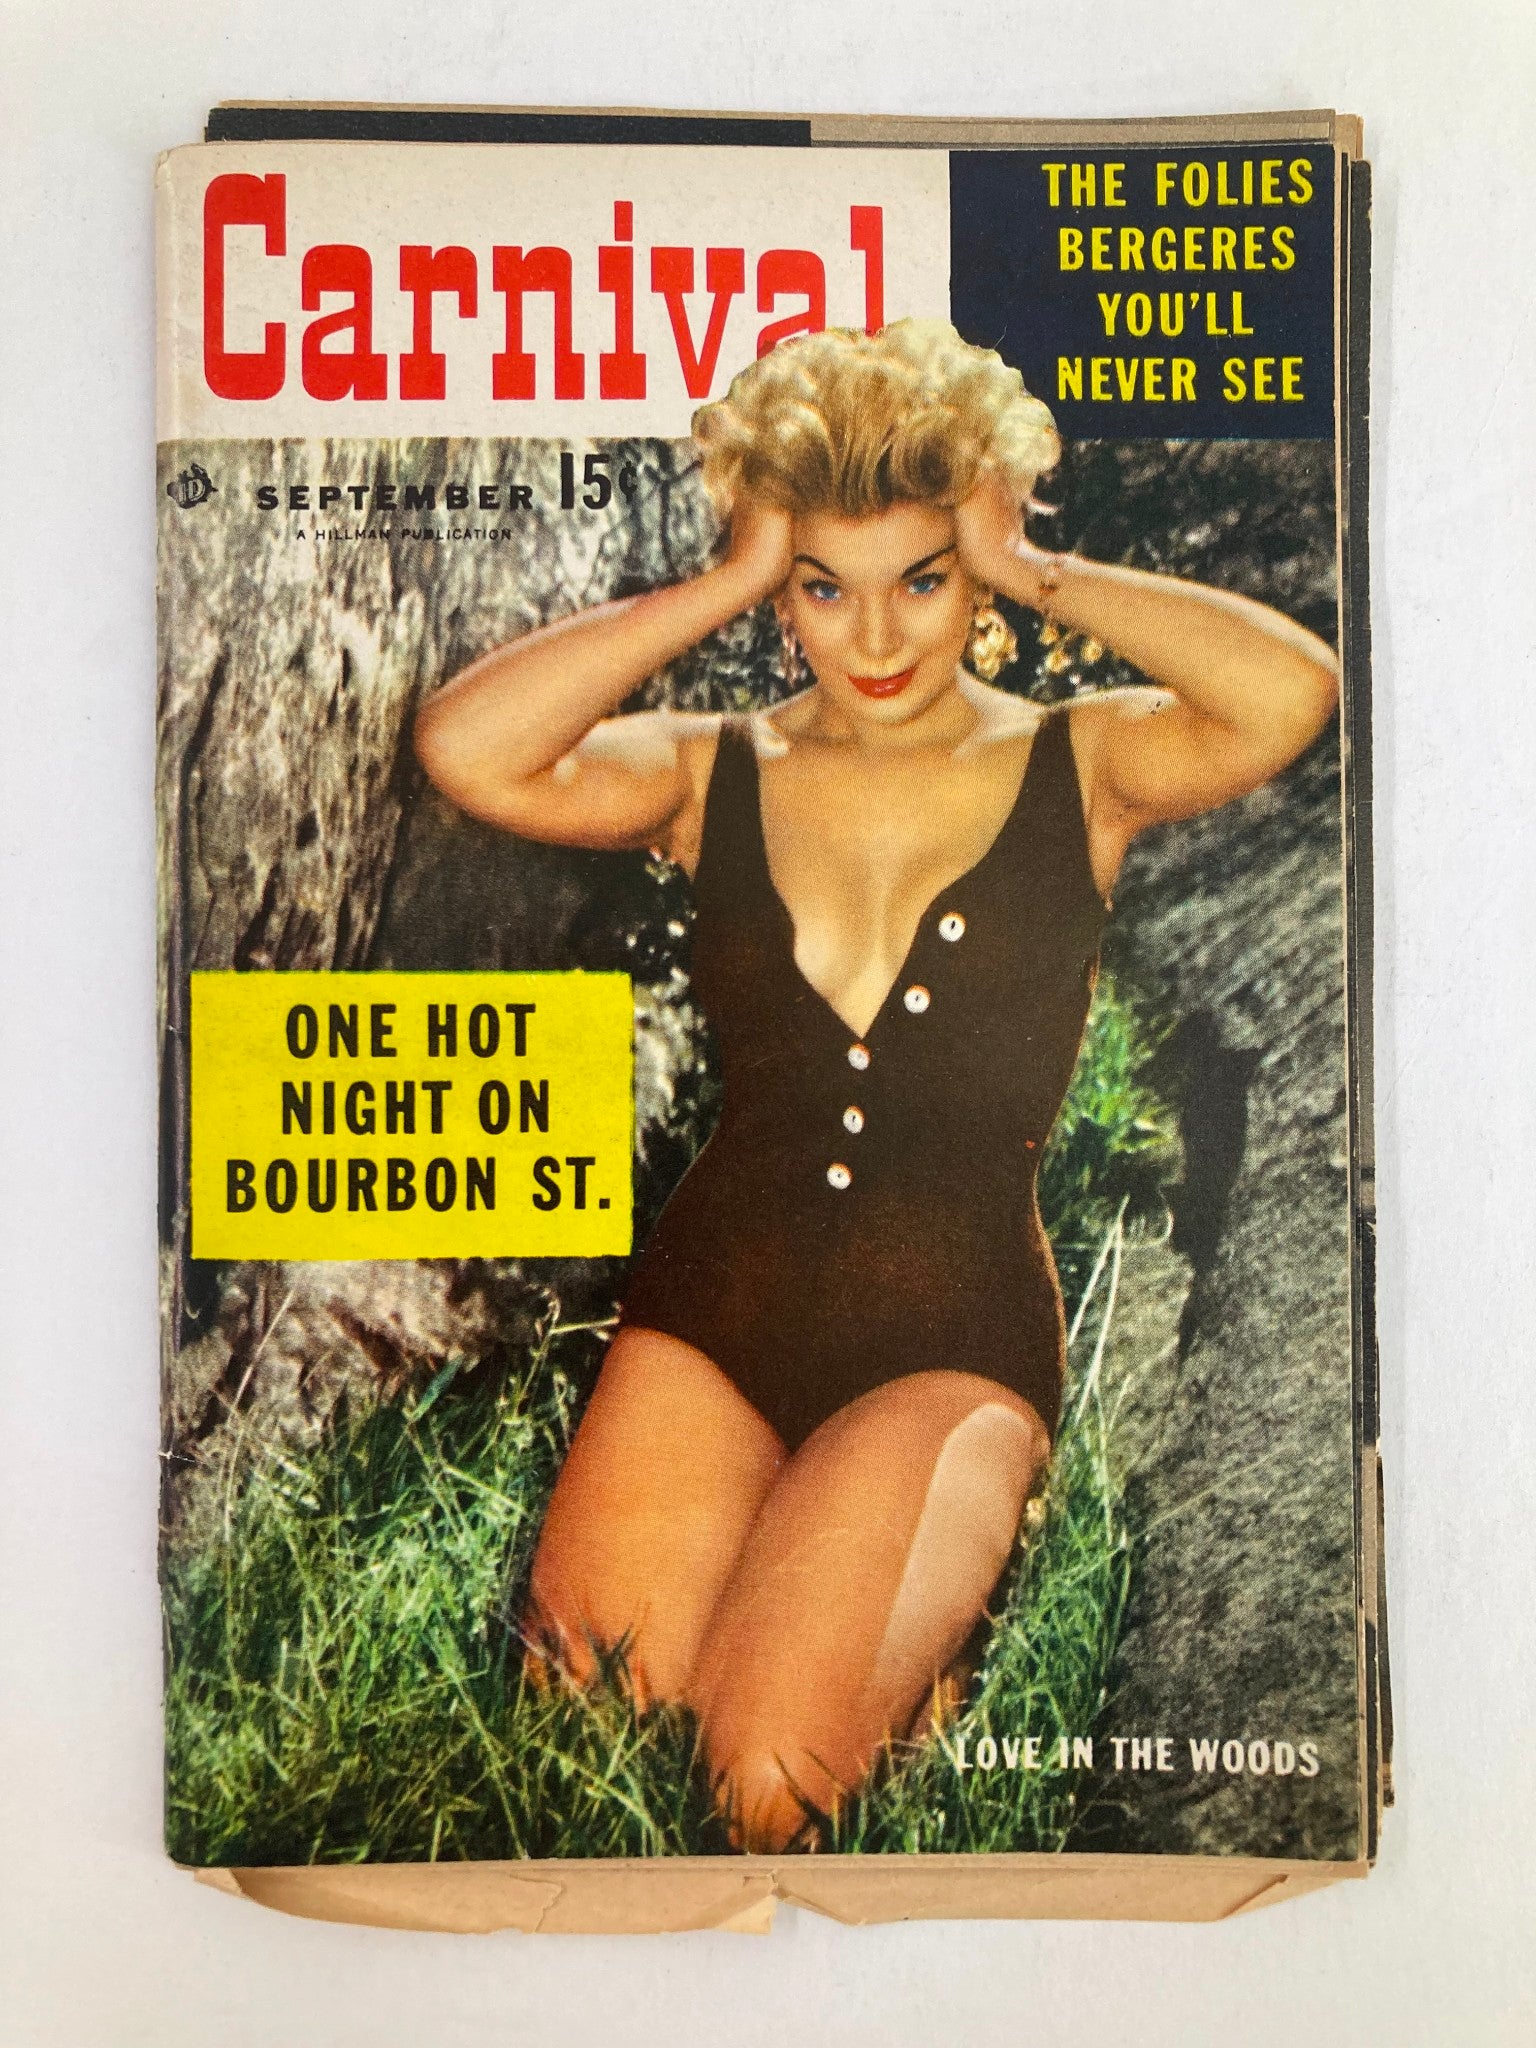 Carnival
THE FOLIES
BERGERES
YOU'LL
NEVER SEE
SEPTEMBER 15¢
A HILLMAN PUBLICATION
ONE HOT
NIGHT ON
BOURBON ST.
LOVE IN THE WOODS